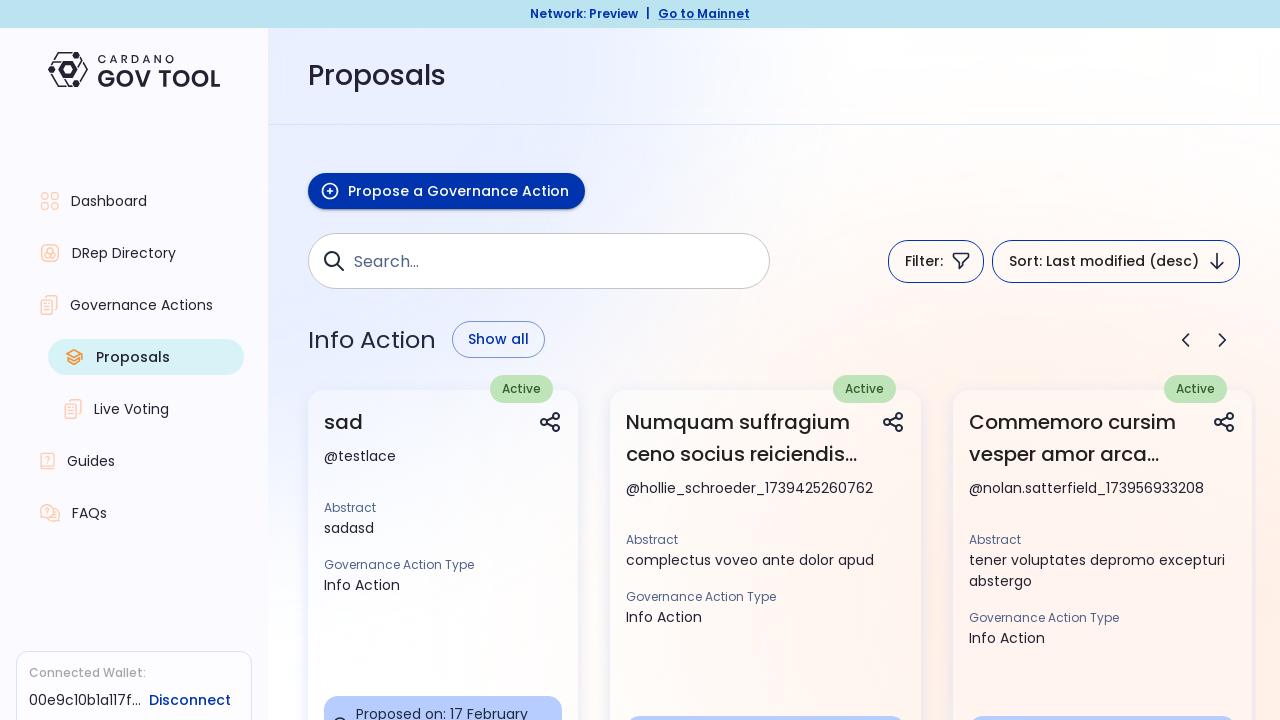 Network: Preview | Go to Mainnet
CARDANO
GOV TOOL
Dashboard
DRep Directory
Governance Actions
Proposals
Live Voting
Guides
FAQs
Connected Wallet:
00e9c10b1a117f... Disconnect
Proposals
Propose a Governance Action
Search...
Filter:
Sort: Last modified (desc)
Info Action
Show all
Active
sad
@testlace
Abstract
sadasd
Governance Action Type
Info Action
Proposed on: 17 February
Active
Numquam suffragium
ceno socius reiciendis...
@hollie_schroeder_1739425260762
Abstract
complectus voveo ante dolor apud
Governance Action Type
Info Action
Active
Commemoro cursim
vesper amor arca...
@nolan.satterfield_173956933208
Abstract
tener voluptates depromo excepturi
abstergo
Governance Action Type
Info Action